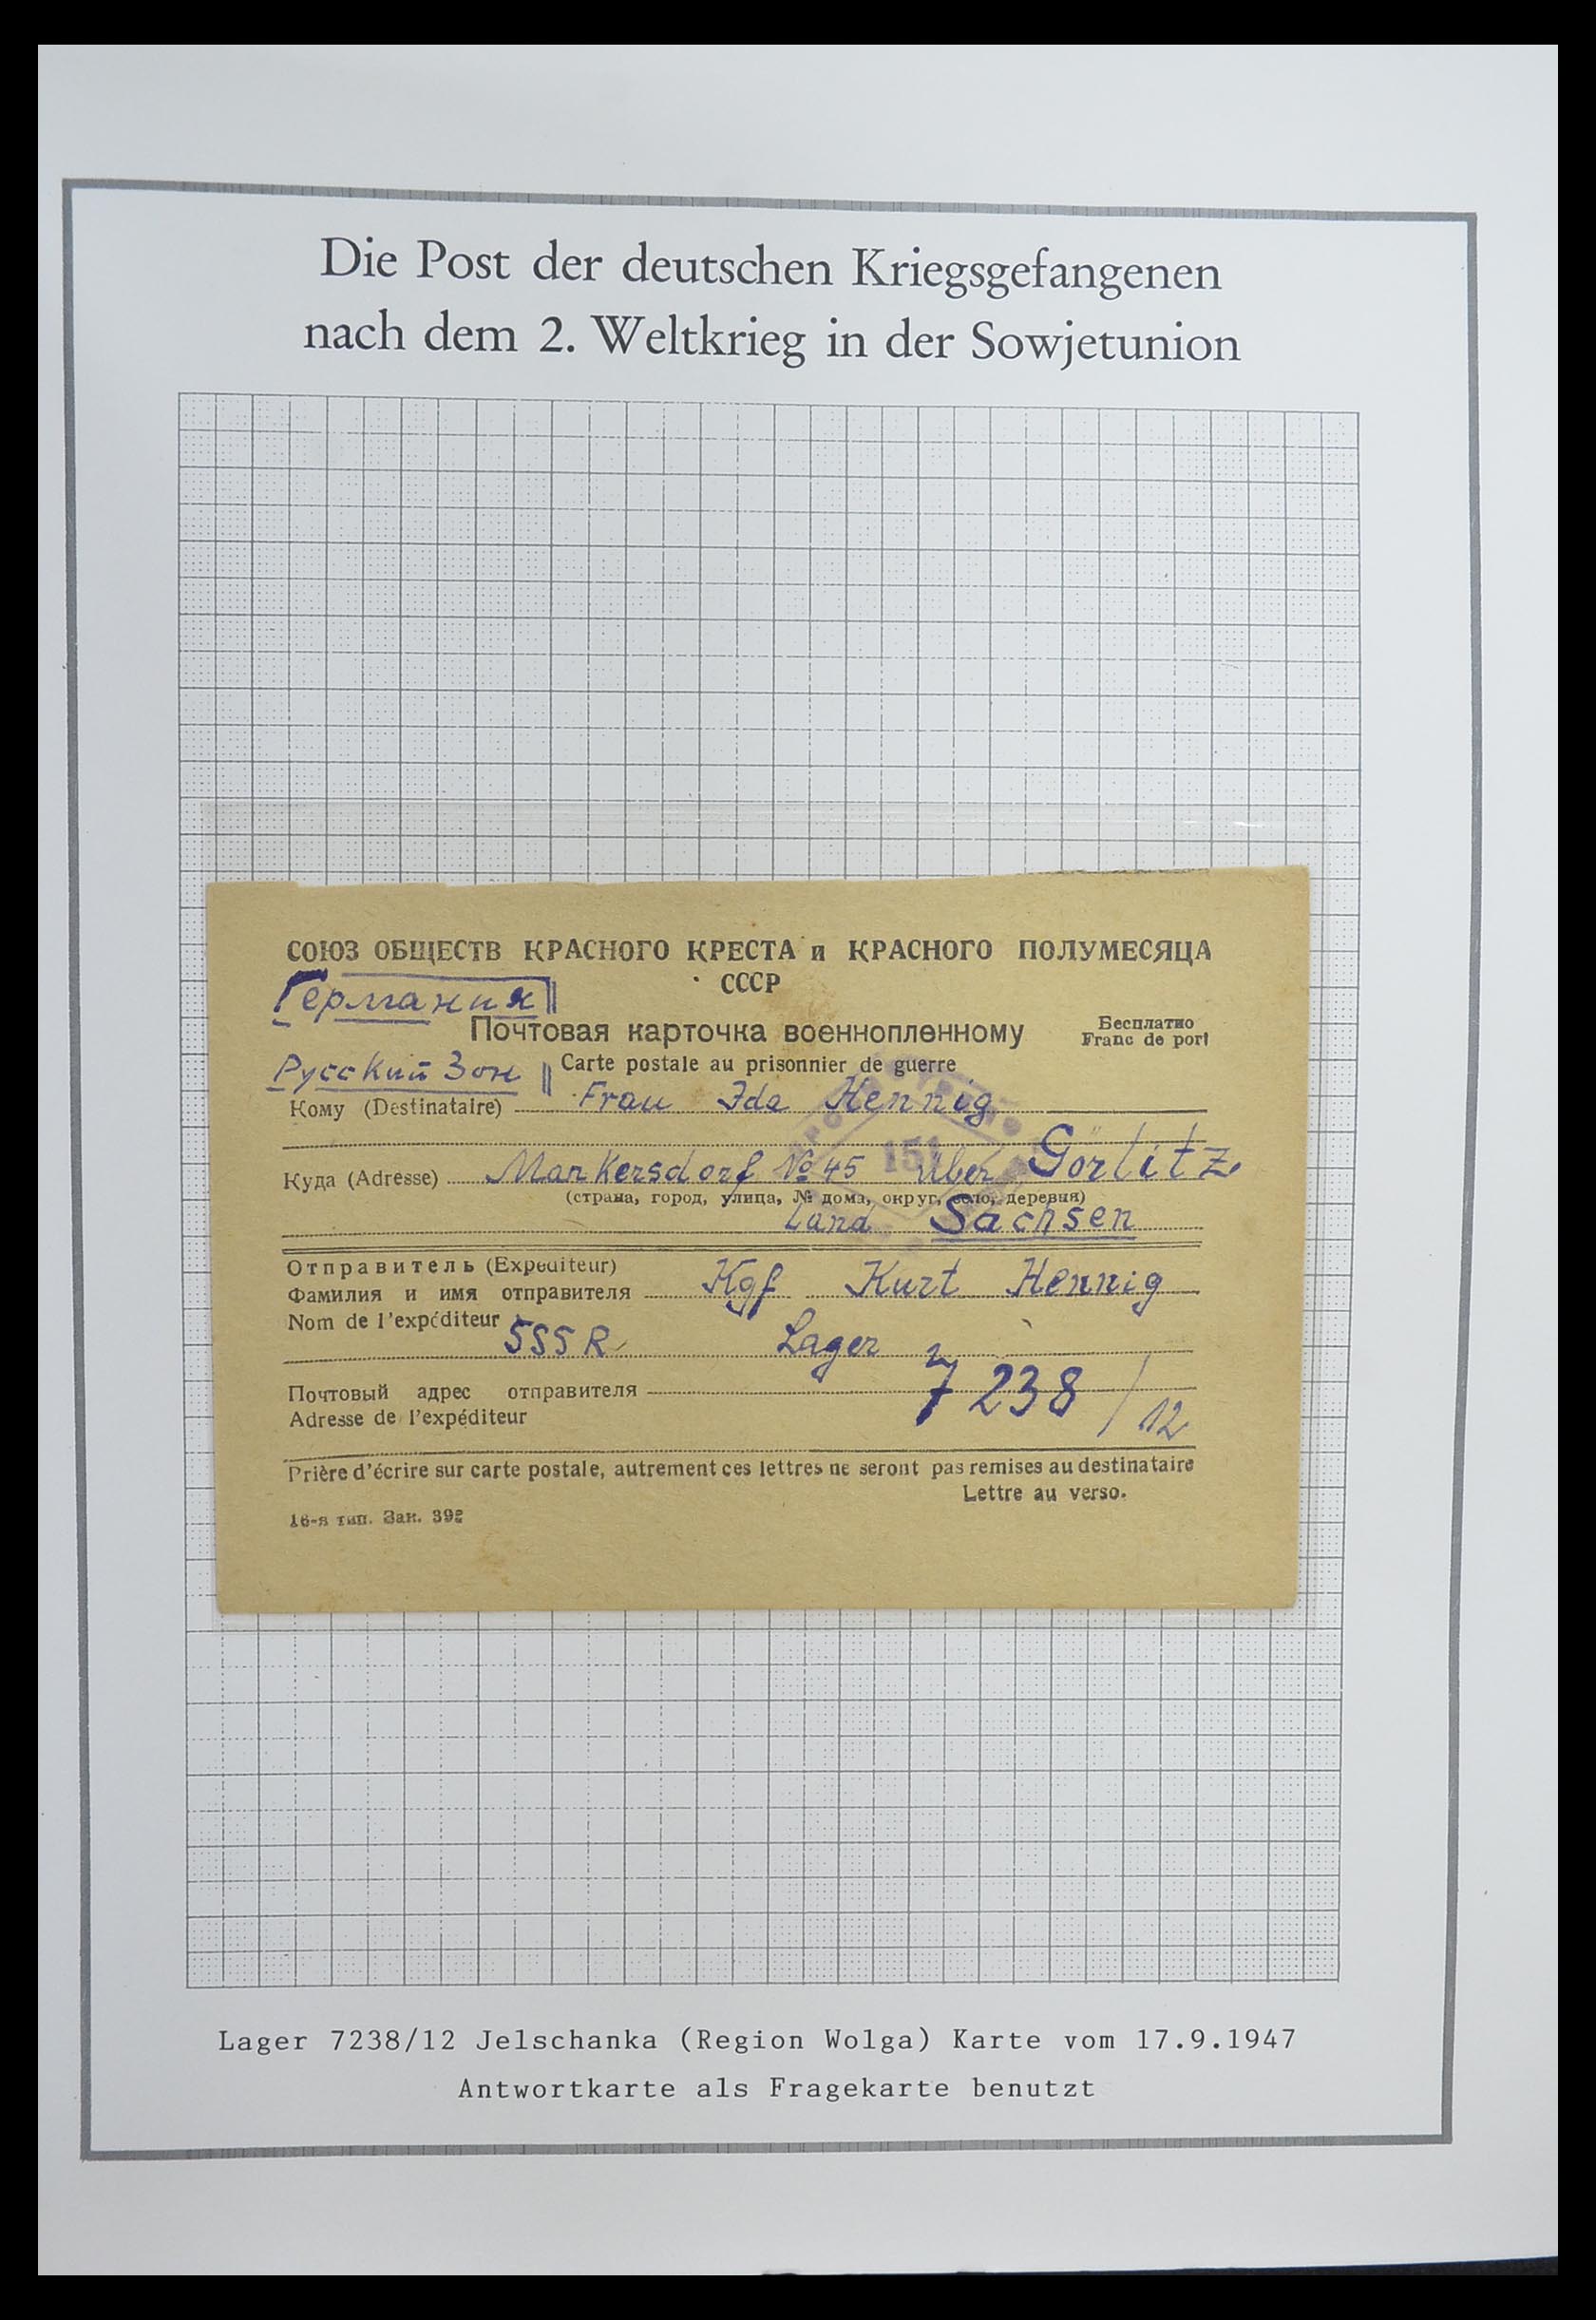 Die Post der deutschen Kriegsgefangenen
nach dem 2. Weltkrieg in der Sowjetunion
СОЮЗ ОБЩЕСТВ КРАСНОГО КРЕСТА и КРАСНОГО ПОЛУМЕСЯЦА
СССР
Германия
Почтовая карточка военнопленному
Бесплатно
Franc de port
Русский Зон
Carte postale au prisonnier de guerre
Кому (Destinataire) Frau Ida Hennig
151
Куда (Adresse) Markersdorf № 45 über Görlitz
(страна, город, улица, № дома, округ, село, деревня)
Land Sachsen
Отправитель (Expediteur)
Фамилия и имя отправителя Kgf Kurt Hennig
Nom de l'expéditeur
SSSR Lager
7238/12
Почтовый адрес отправителя
Adresse de l'expéditeur
Prière d'écrire sur carte postale, autrement ces lettres ne seront pas remises au destinataire
Lettre au verso.
16-я тип. Зак. 392
Lager 7238/12 Jelschanka (Region Wolga) Karte vom 17.9.1947
Antwortkarte als Fragekarte benutzt